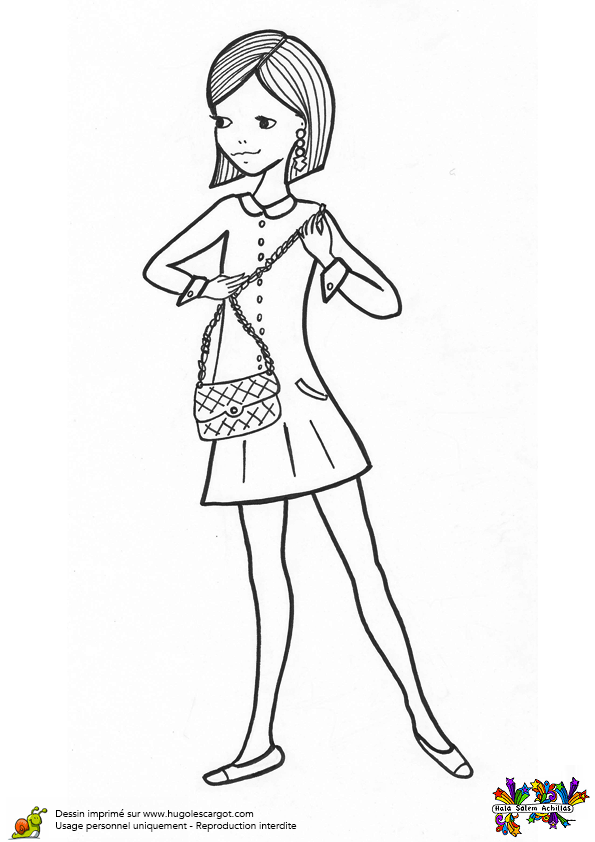 Dessin imprimé sur www.hugolescargot.com
Usage personnel uniquement - Reproduction interdite
Hala Salem Achillas